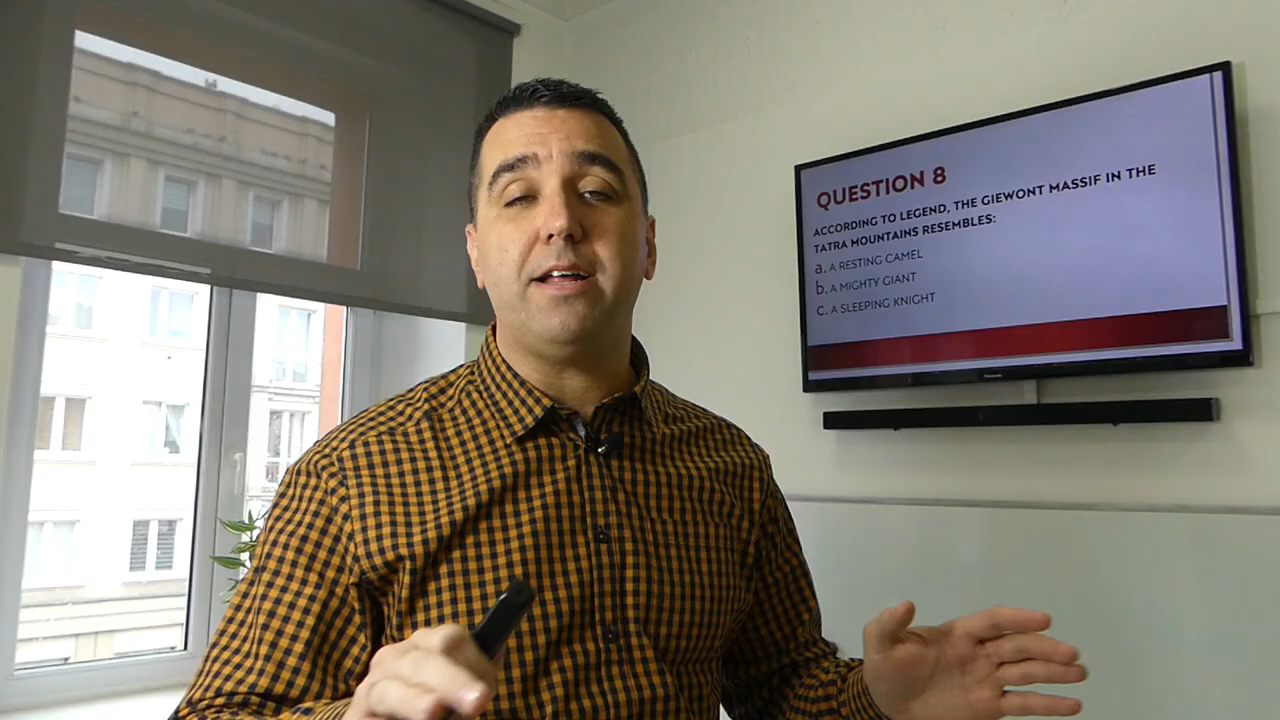 QUESTION 8
ACCORDING TO LEGEND, THE GIEWONT MASSIF IN THE
TATRA MOUNTAINS RESEMBLES:
a. A RESTING CAMEL
b. A MIGHTY GIANT
c. A SLEEPING KNIGHT
Panasonic